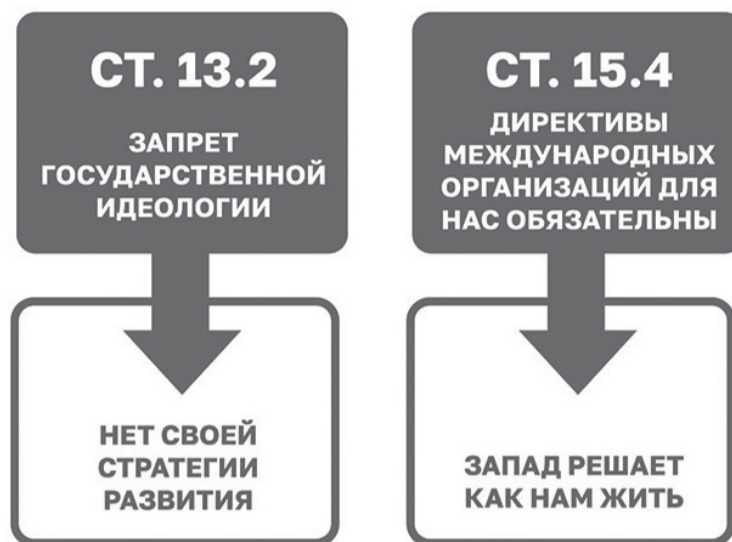 СТ. 13.2
ЗАПРЕТ
ГОСУДАРСТВЕННОЙ
ИДЕОЛОГИИ
НЕТ СВОЕЙ
СТРАТЕГИИ
РАЗВИТИЯ
СТ. 15.4
ДИРЕКТИВЫ
МЕЖДУНАРОДНЫХ
ОРГАНИЗАЦИЙ ДЛЯ
НАС ОБЯЗАТЕЛЬНЫ
ЗАПАД РЕШАЕТ
КАК НАМ ЖИТЬ